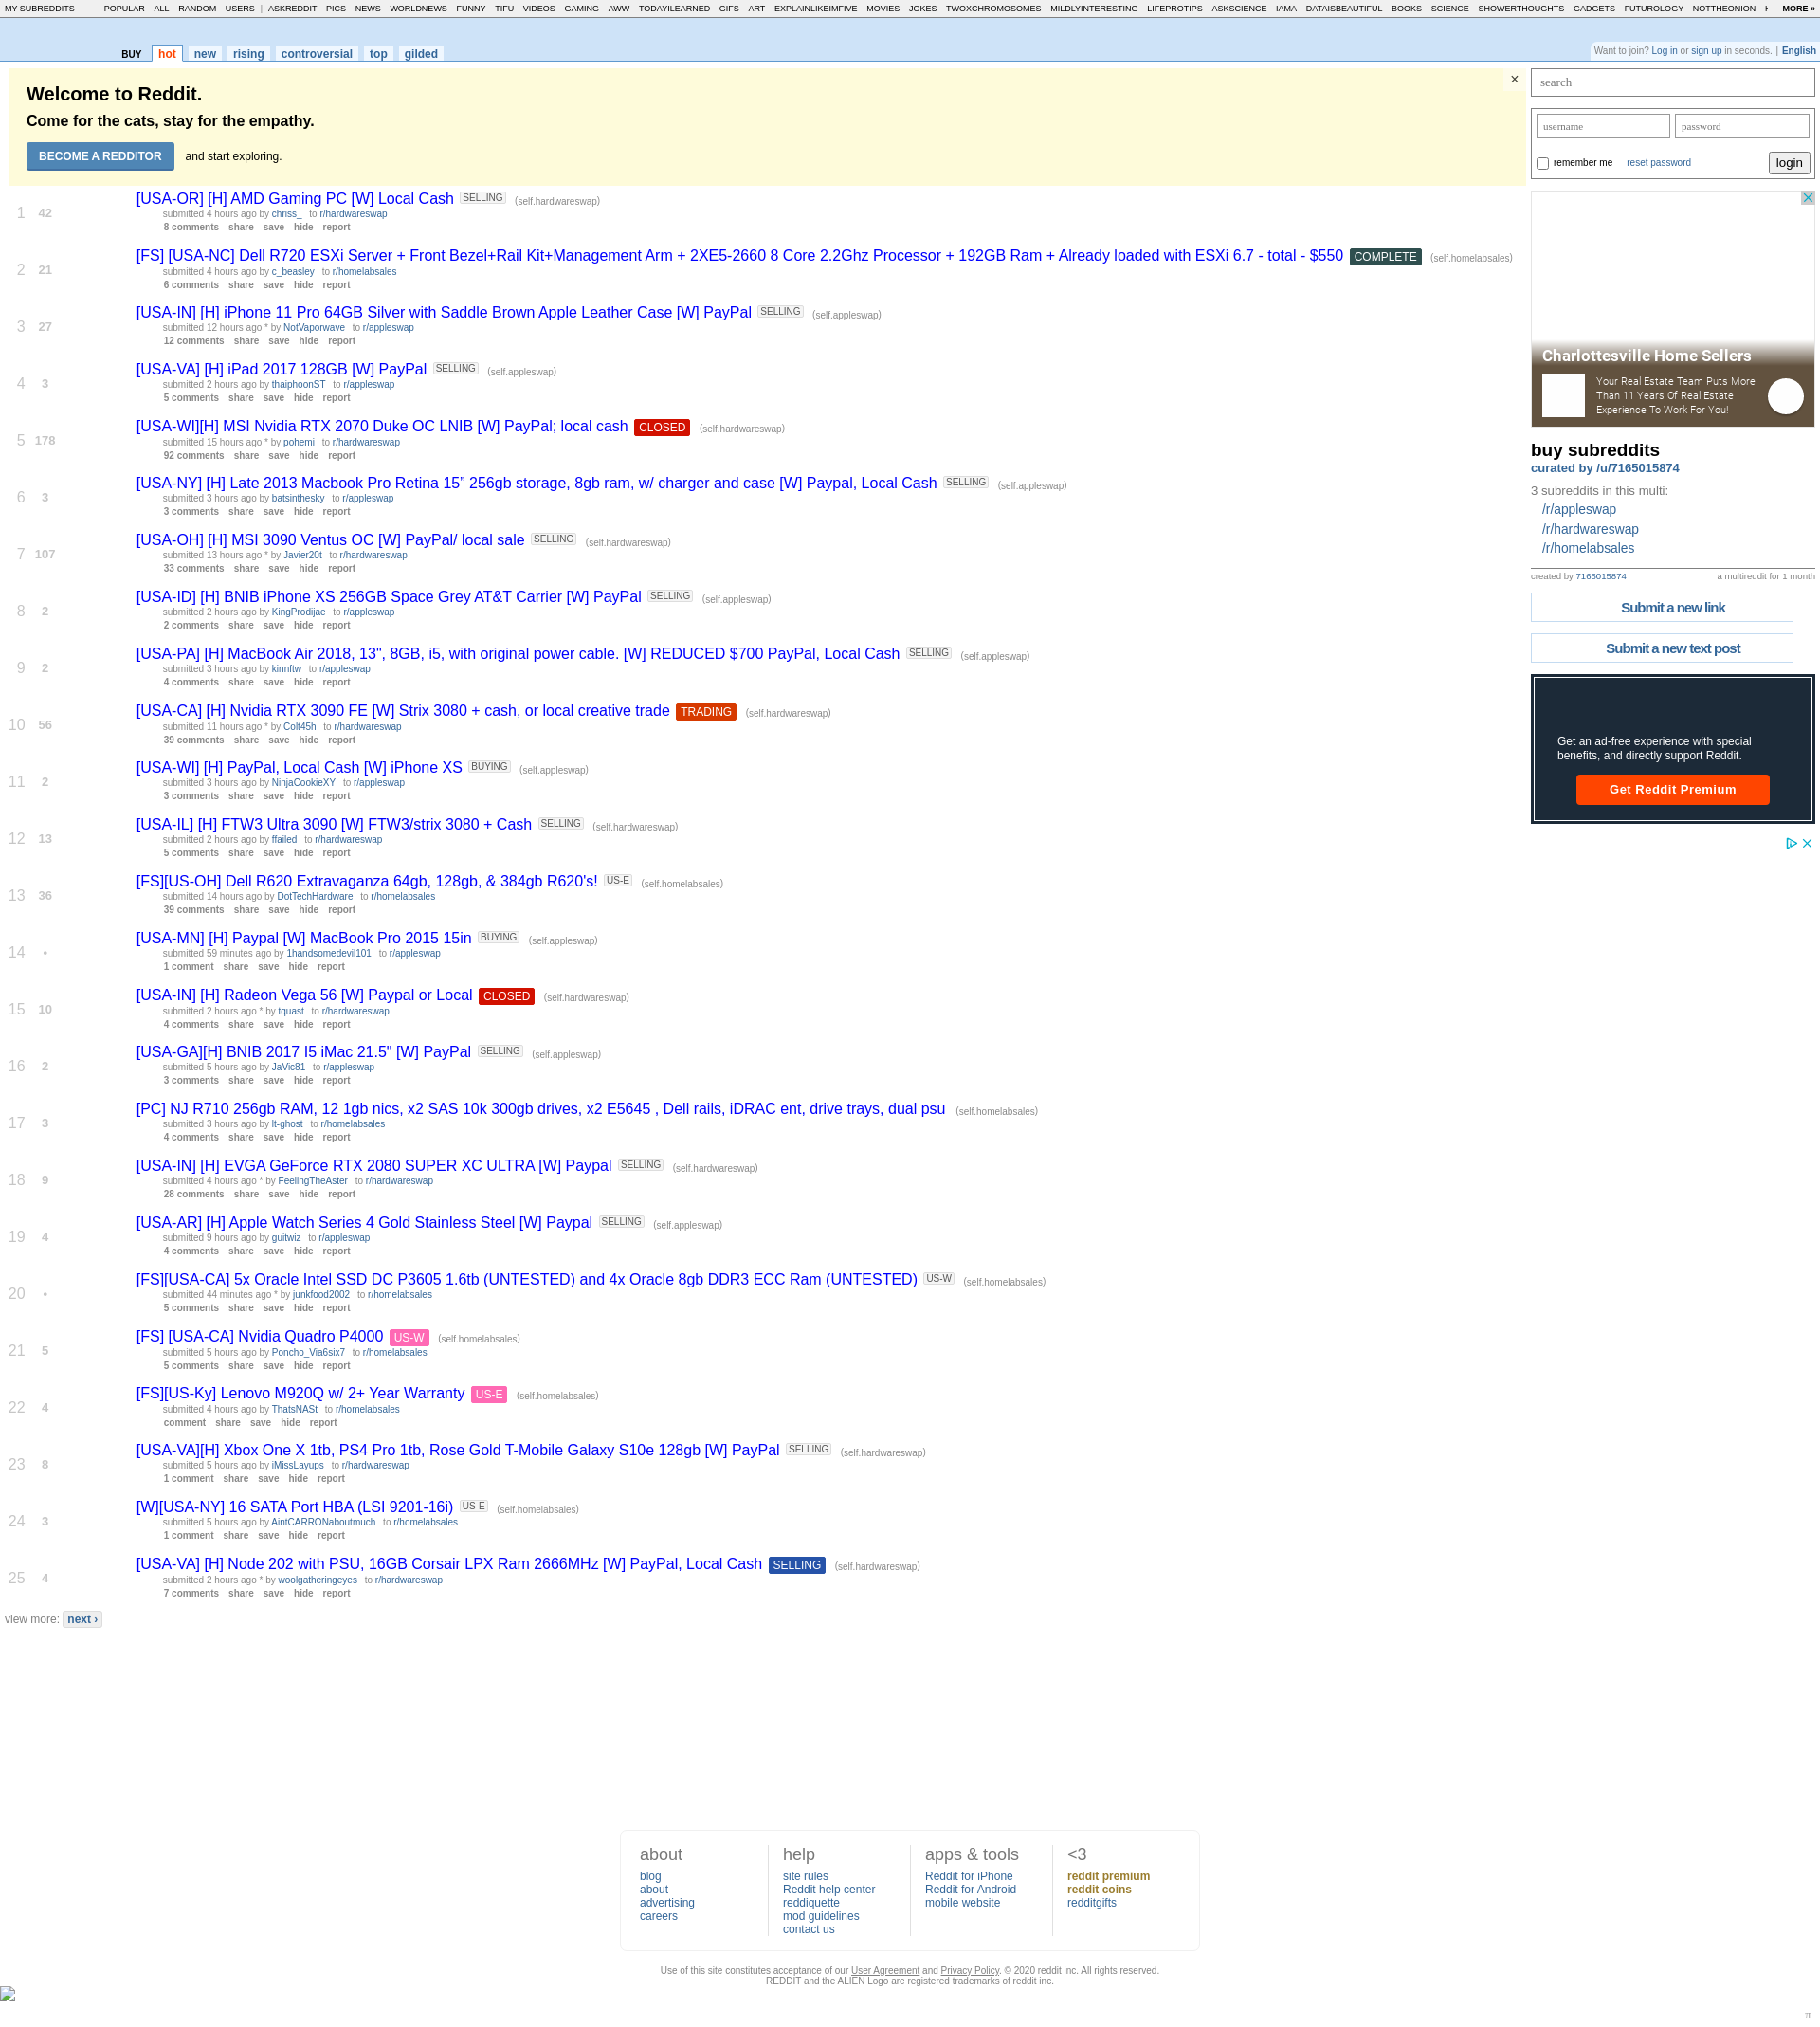 MY SUBREDDITS POPULAR - ALL - RANDOM - USERS | ASKREDDIT - PICS - NEWS - WORLDNEWS - FUNNY - TIFU - VIDEOS - GAMING - AWW - TODAYILEARNED - GIFS - ART - EXPLAINLIKEIMFIVE - MOVIES - JOKES - TWOXCHROMOSOMES - MILDLYINTERESTING - LIFEPROTIPS - ASKSCIENCE - IAMA - DATAISBEAUTIFUL - BOOKS - SCIENCE - SHOWERTHOUGHTS - GADGETS - FUTUROLOGY - NOTTHEONION - MORE »
BUY hot new rising controversial top gilded
Want to join? Log in or sign up in seconds. | English
Welcome to Reddit.
Come for the cats, stay for the empathy.
BECOME A REDDITOR and start exploring.
×
1 42 [USA-OR] [H] AMD Gaming PC [W] Local Cash SELLING (self.hardwareswap)
submitted 4 hours ago by chriss_ to r/hardwareswap
8 comments share save hide report
2 21 [FS] [USA-NC] Dell R720 ESXi Server + Front Bezel+Rail Kit+Management Arm + 2XE5-2660 8 Core 2.2Ghz Processor + 192GB Ram + Already loaded with ESXi 6.7 - total - $550 COMPLETE (self.homelabsales)
submitted 4 hours ago by c_beasley to r/homelabsales
6 comments share save hide report
3 27 [USA-IN] [H] iPhone 11 Pro 64GB Silver with Saddle Brown Apple Leather Case [W] PayPal SELLING (self.appleswap)
submitted 12 hours ago * by NotVaporwave to r/appleswap
12 comments share save hide report
4 3 [USA-VA] [H] iPad 2017 128GB [W] PayPal SELLING (self.appleswap)
submitted 2 hours ago by thaiphoonST to r/appleswap
5 comments share save hide report
5 178 [USA-WI][H] MSI Nvidia RTX 2070 Duke OC LNIB [W] PayPal; local cash CLOSED (self.hardwareswap)
submitted 15 hours ago * by pohemi to r/hardwareswap
92 comments share save hide report
6 3 [USA-NY] [H] Late 2013 Macbook Pro Retina 15” 256gb storage, 8gb ram, w/ charger and case [W] Paypal, Local Cash SELLING (self.appleswap)
submitted 3 hours ago by batsinthesky to r/appleswap
3 comments share save hide report
7 107 [USA-OH] [H] MSI 3090 Ventus OC [W] PayPal/ local sale SELLING (self.hardwareswap)
submitted 13 hours ago * by Javier20t to r/hardwareswap
33 comments share save hide report
8 2 [USA-ID] [H] BNIB iPhone XS 256GB Space Grey AT&T Carrier [W] PayPal SELLING (self.appleswap)
submitted 2 hours ago by KingProdijae to r/appleswap
2 comments share save hide report
9 2 [USA-PA] [H] MacBook Air 2018, 13", 8GB, i5, with original power cable. [W] REDUCED $700 PayPal, Local Cash SELLING (self.appleswap)
submitted 3 hours ago by kinnftw to r/appleswap
4 comments share save hide report
10 56 [USA-CA] [H] Nvidia RTX 3090 FE [W] Strix 3080 + cash, or local creative trade TRADING (self.hardwareswap)
submitted 11 hours ago * by Colt45h to r/hardwareswap
39 comments share save hide report
11 2 [USA-WI] [H] PayPal, Local Cash [W] iPhone XS BUYING (self.appleswap)
submitted 3 hours ago by NinjaCookieXY to r/appleswap
3 comments share save hide report
12 13 [USA-IL] [H] FTW3 Ultra 3090 [W] FTW3/strix 3080 + Cash SELLING (self.hardwareswap)
submitted 2 hours ago by ffailed to r/hardwareswap
5 comments share save hide report
13 36 [FS][US-OH] Dell R620 Extravaganza 64gb, 128gb, & 384gb R620's! US-E (self.homelabsales)
submitted 14 hours ago by DotTechHardware to r/homelabsales
39 comments share save hide report
14 • [USA-MN] [H] Paypal [W] MacBook Pro 2015 15in BUYING (self.appleswap)
submitted 59 minutes ago by 1handsomedevil101 to r/appleswap
1 comment share save hide report
15 10 [USA-IN] [H] Radeon Vega 56 [W] Paypal or Local CLOSED (self.hardwareswap)
submitted 2 hours ago * by tquast to r/hardwareswap
4 comments share save hide report
16 2 [USA-GA][H] BNIB 2017 I5 iMac 21.5" [W] PayPal SELLING (self.appleswap)
submitted 5 hours ago by JaVic81 to r/appleswap
3 comments share save hide report
17 3 [PC] NJ R710 256gb RAM, 12 1gb nics, x2 SAS 10k 300gb drives, x2 E5645 , Dell rails, iDRAC ent, drive trays, dual psu (self.homelabsales)
submitted 3 hours ago by lt-ghost to r/homelabsales
4 comments share save hide report
18 9 [USA-IN] [H] EVGA GeForce RTX 2080 SUPER XC ULTRA [W] Paypal SELLING (self.hardwareswap)
submitted 4 hours ago * by FeelingTheAster to r/hardwareswap
28 comments share save hide report
19 4 [USA-AR] [H] Apple Watch Series 4 Gold Stainless Steel [W] Paypal SELLING (self.appleswap)
submitted 9 hours ago by guitwiz to r/appleswap
4 comments share save hide report
20 • [FS][USA-CA] 5x Oracle Intel SSD DC P3605 1.6tb (UNTESTED) and 4x Oracle 8gb DDR3 ECC Ram (UNTESTED) US-W (self.homelabsales)
submitted 44 minutes ago * by junkfood2002 to r/homelabsales
5 comments share save hide report
21 5 [FS] [USA-CA] Nvidia Quadro P4000 US-W (self.homelabsales)
submitted 5 hours ago by Poncho_Via6six7 to r/homelabsales
5 comments share save hide report
22 4 [FS][US-Ky] Lenovo M920Q w/ 2+ Year Warranty US-E (self.homelabsales)
submitted 4 hours ago by ThatsNASt to r/homelabsales
comment share save hide report
23 8 [USA-VA][H] Xbox One X 1tb, PS4 Pro 1tb, Rose Gold T-Mobile Galaxy S10e 128gb [W] PayPal SELLING (self.hardwareswap)
submitted 5 hours ago by iMissLayups to r/hardwareswap
1 comment share save hide report
24 3 [W][USA-NY] 16 SATA Port HBA (LSI 9201-16i) US-E (self.homelabsales)
submitted 5 hours ago by AintCARRONaboutmuch to r/homelabsales
1 comment share save hide report
25 4 [USA-VA] [H] Node 202 with PSU, 16GB Corsair LPX Ram 2666MHz [W] PayPal, Local Cash SELLING (self.hardwareswap)
submitted 2 hours ago * by woolgatheringeyes to r/hardwareswap
7 comments share save hide report
view more: next ›
search
username password
remember me reset password login
Charlottesville Home Sellers
Your Real Estate Team Puts More
Than 11 Years Of Real Estate
Experience To Work For You!
buy subreddits
curated by /u/7165015874
3 subreddits in this multi:
/r/appleswap
/r/hardwareswap
/r/homelabsales
created by 7165015874 a multireddit for 1 month
Submit a new link
Submit a new text post
Get an ad-free experience with special
benefits, and directly support Reddit.
Get Reddit Premium
about
blog
about
advertising
careers
help
site rules
Reddit help center
reddiquette
mod guidelines
contact us
apps & tools
Reddit for iPhone
Reddit for Android
mobile website
<3
reddit premium
reddit coins
redditgifts
Use of this site constitutes acceptance of our User Agreement and Privacy Policy. © 2020 reddit inc. All rights reserved.
REDDIT and the ALIEN Logo are registered trademarks of reddit inc.
π